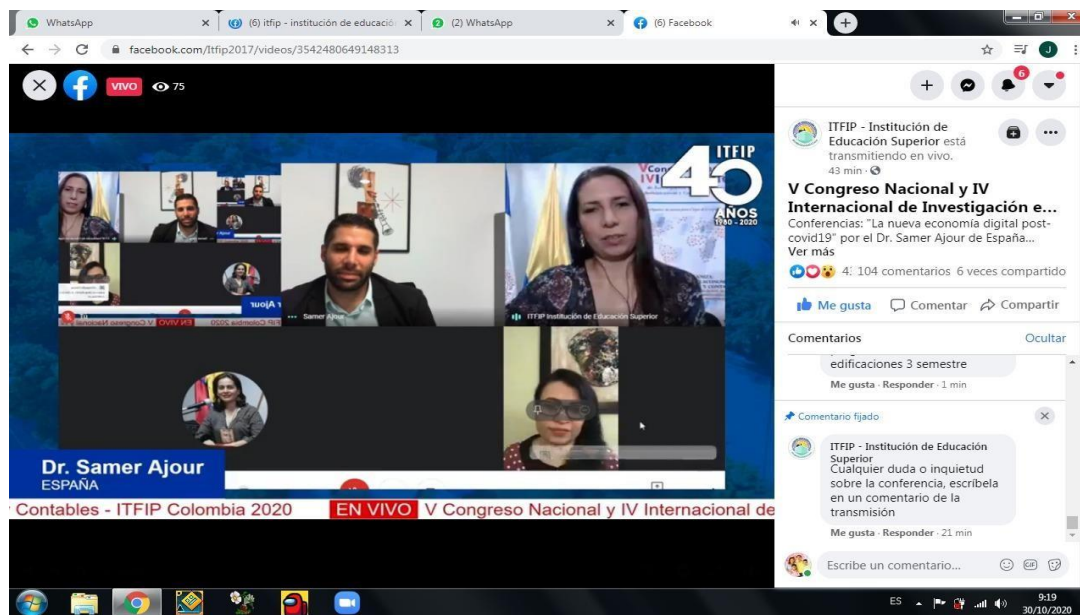 WhatsApp
(6) itfip - institución de educació
(2) WhatsApp
(6) Facebook
facebook.com/Itfip2017/videos/3542480649148313
J
VIVO 75
6
ITFIP
40
AÑOS
1980 - 2020
Samer Ajour
ITFIP Institución de Educación Superior
Dr. Samer Ajour
ESPAÑA
Contables - ITFIP Colombia 2020 EN VIVO V Congreso Nacional y IV Internacional de
ITFIP - Institución de
Educación Superior está
transmitiendo en vivo.
43 min ·
V Congreso Nacional y IV
Internacional de Investigación e...
Conferencias: "La nueva economía digital post-
covid19" por el Dr. Samer Ajour de España...
Ver más
104 comentarios 6 veces compartido
Me gusta Comentar Compartir
Comentarios Ocultar
edificaciones 3 semestre
Me gusta · Responder · 1 min
Comentario fijado
ITFIP - Institución de Educación
Superior
Cualquier duda o inquietud
sobre la conferencia, escríbela
en un comentario de la
transmisión
Me gusta · Responder · 21 min
Escribe un comentario...
GIF
ES
9:19
30/10/2020